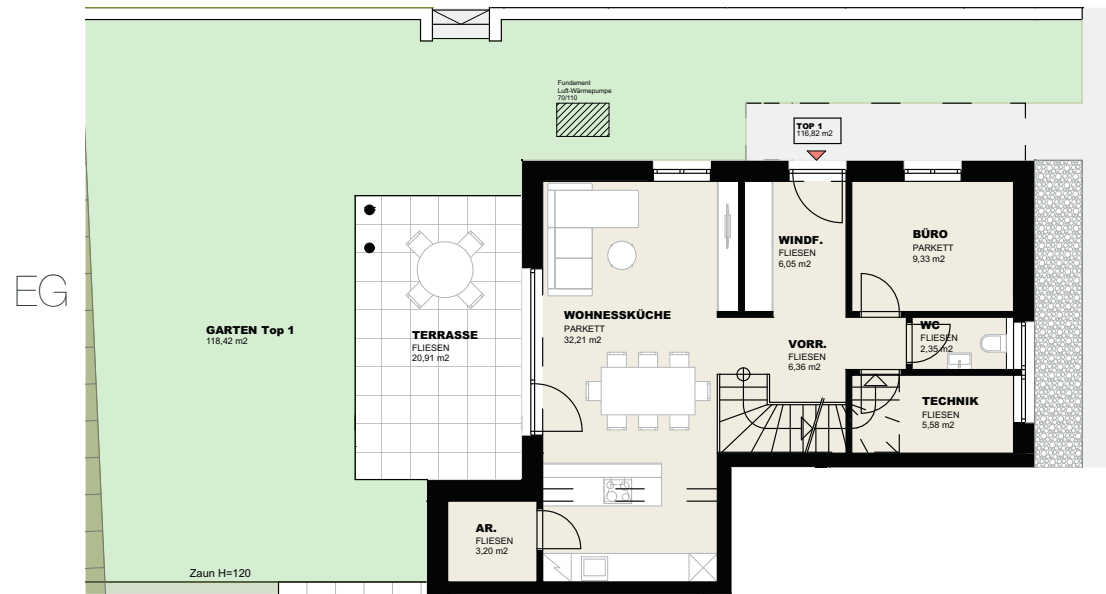 Fundament
Luft-Wärmepumpe
70/110
TOP 1
116,82 m2
EG
GARTEN Top 1
118,42 m2
TERRASSE
FLIESEN
20,91 m2
WOHNESSKÜCHE
PARKETT
32,21 m2
WINDF.
FLIESEN
6,05 m2
BÜRO
PARKETT
9,33 m2
VORR.
FLIESEN
6,36 m2
WC
FLIESEN
2,35 m2
TECHNIK
FLIESEN
5,58 m2
AR.
FLIESEN
3,20 m2
Zaun H=120